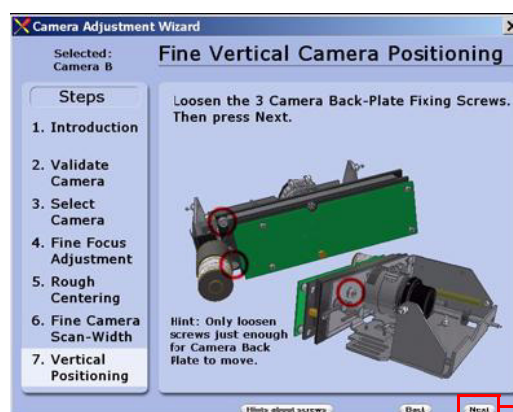 Camera Adjustment Wizard
Selected:
Camera B
Fine Vertical Camera Positioning
Steps
1. Introduction
2. Validate
Camera
3. Select
Camera
4. Fine Focus
Adjustment
5. Rough
Centering
6. Fine Camera
Scan-Width
7. Vertical
Positioning
Loosen the 3 Camera Back-Plate Fixing Screws.
Then press Next.
Hint: Only loosen
screws just enough
for Camera Back
Plate to move.
Hints about screws
Back
Next